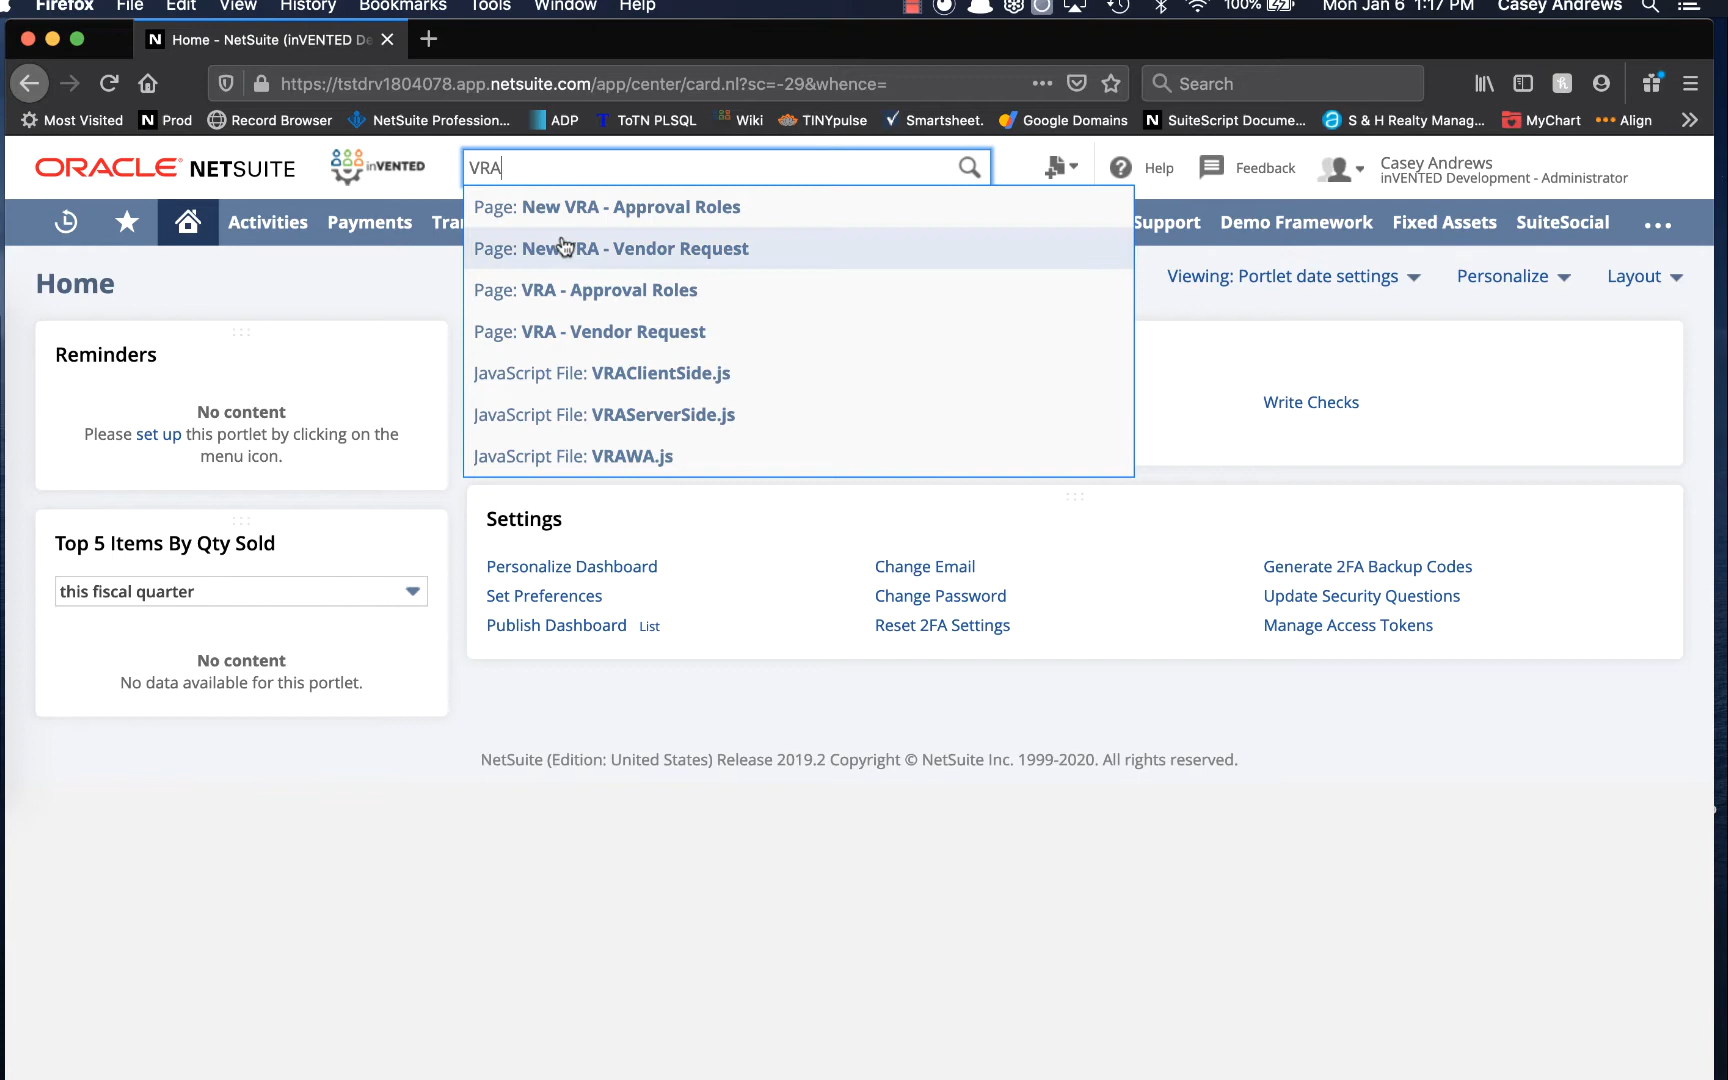 Firefox File Edit View History Bookmarks Tools Window Help 100% Mon Jan 6 1:17 PM Casey Andrews
N Home - NetSuite (inVENTED De
https://tstdrv1804078.app.netsuite.com/app/center/card.nl?sc=-29&whence= Search
Most Visited N Prod Record Browser NetSuite Profession... ADP T ToTN PLSQL Wiki TINYpulse Smartsheet. Google Domains N SuiteScript Docume... S & H Realty Manag... MyChart Align
ORACLE NETSUITE inVENTED VRA Help Feedback Casey Andrews
inVENTED Development - Administrator
Activities Payments Tra Support Demo Framework Fixed Assets SuiteSocial ...
Page: New VRA - Approval Roles
Page: New VRA - Vendor Request
Page: VRA - Approval Roles
Page: VRA - Vendor Request
JavaScript File: VRAClientSide.js
JavaScript File: VRAServerSide.js
JavaScript File: VRAWA.js
Home Viewing: Portlet date settings Personalize Layout
Reminders
No content
Please set up this portlet by clicking on the
menu icon.
Write Checks
Top 5 Items By Qty Sold
this fiscal quarter
No content
No data available for this portlet.
Settings
Personalize Dashboard Change Email Generate 2FA Backup Codes
Set Preferences Change Password Update Security Questions
Publish Dashboard List Reset 2FA Settings Manage Access Tokens
NetSuite (Edition: United States) Release 2019.2 Copyright © NetSuite Inc. 1999-2020. All rights reserved.